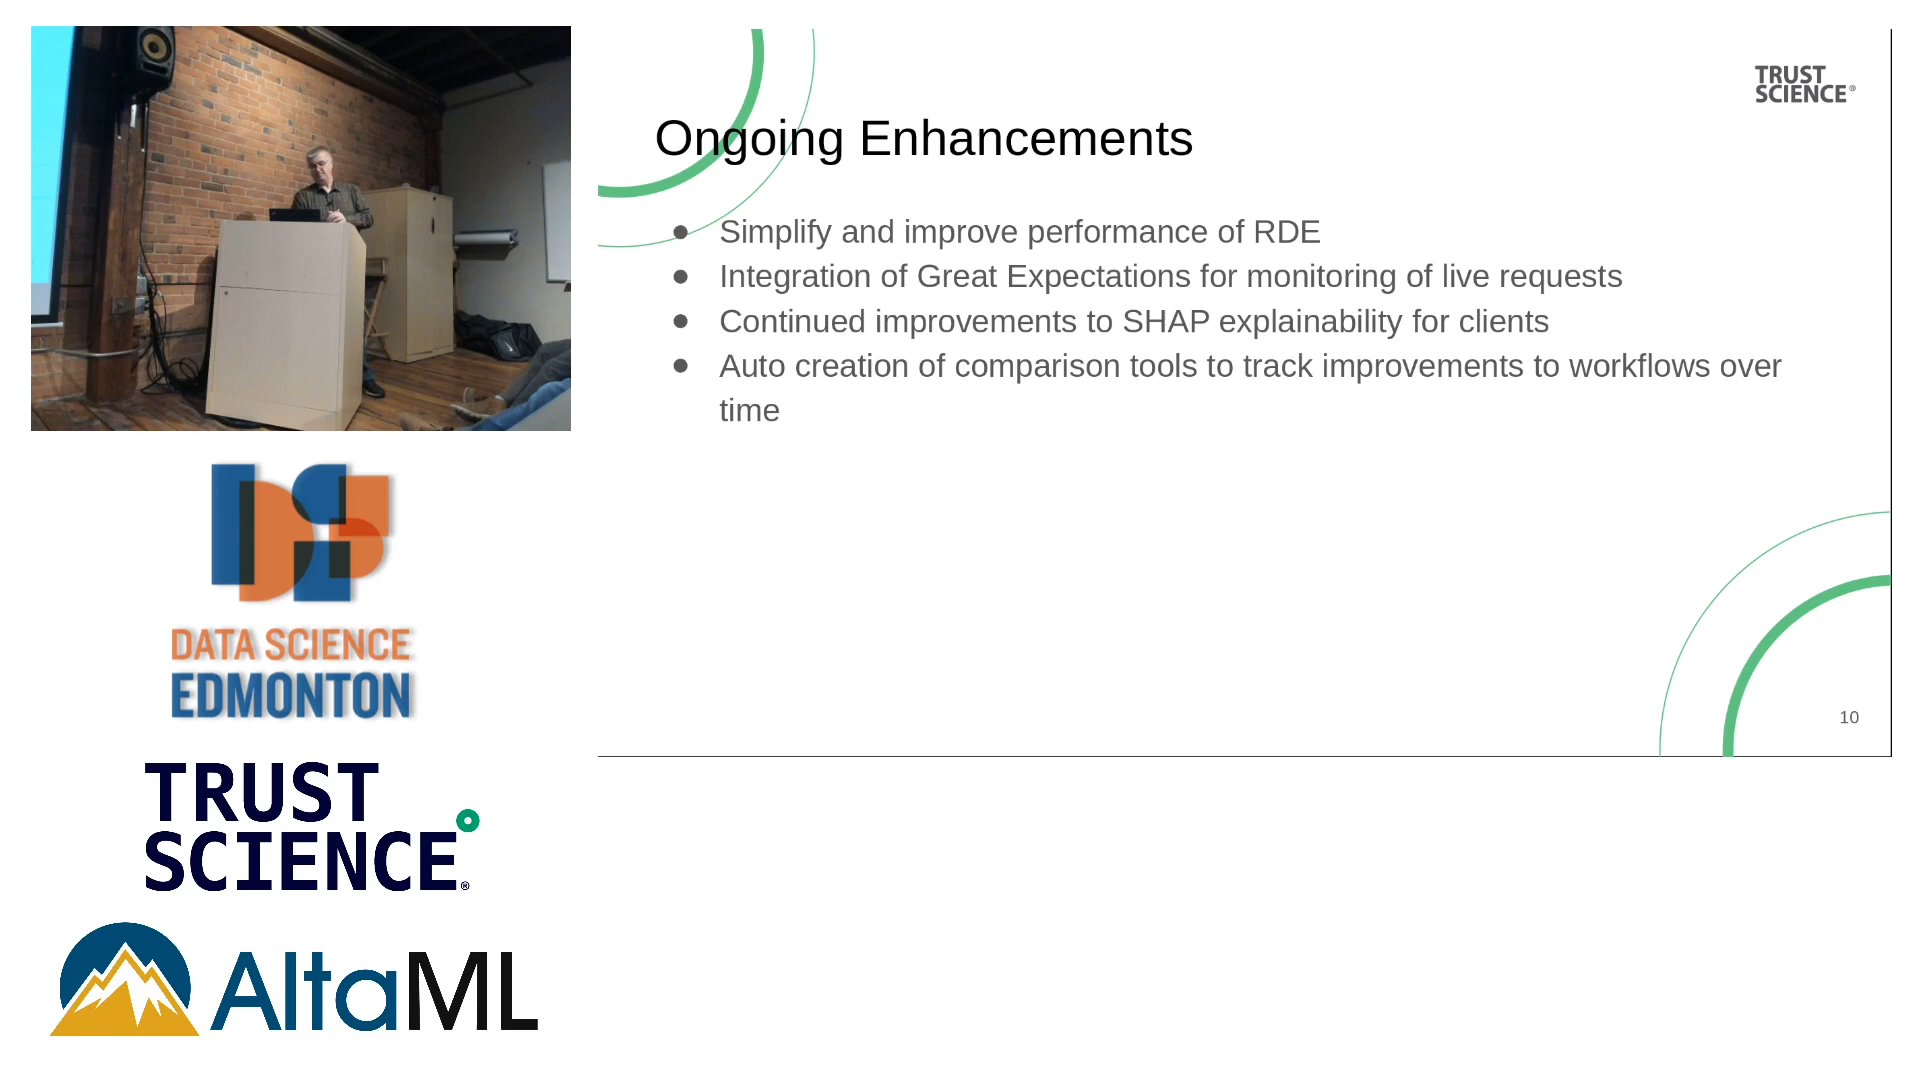 TRUST
SCIENCE®
Ongoing Enhancements
● Simplify and improve performance of RDE
● Integration of Great Expectations for monitoring of live requests
● Continued improvements to SHAP explainability for clients
● Auto creation of comparison tools to track improvements to workflows over
time
10
DATA SCIENCE
EDMONTON
TRUST
SCIENCE®
AltaML